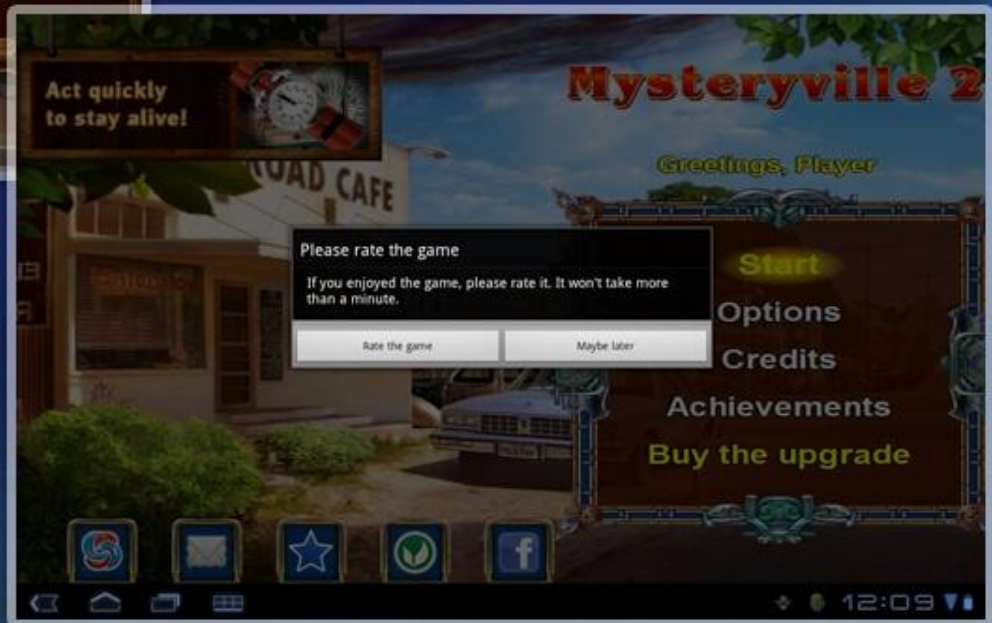 Act quickly
to stay alive!
Mysteryville 2
Greetings, Player
ROAD CAFE
Please rate the game
If you enjoyed the game, please rate it. It won't take more
than a minute.
Rate the game
Maybe later
Start
Options
Credits
Achievements
Buy the upgrade
f
12:09